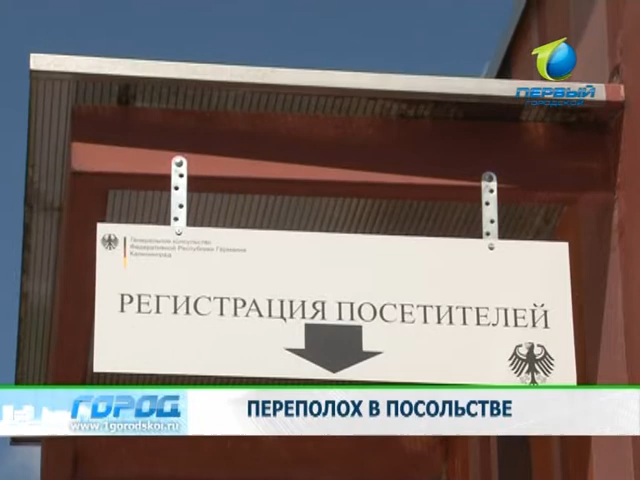 ПЕРВЫЙ
ГОРОДСКОЙ
Генеральное консульство
Федеративной Республики Германия
Калининград
РЕГИСТРАЦИЯ ПОСЕТИТЕЛЕЙ
ГОРОД
www.1gorodskoi.ru
ПЕРЕПОЛОХ В ПОСОЛЬСТВЕ